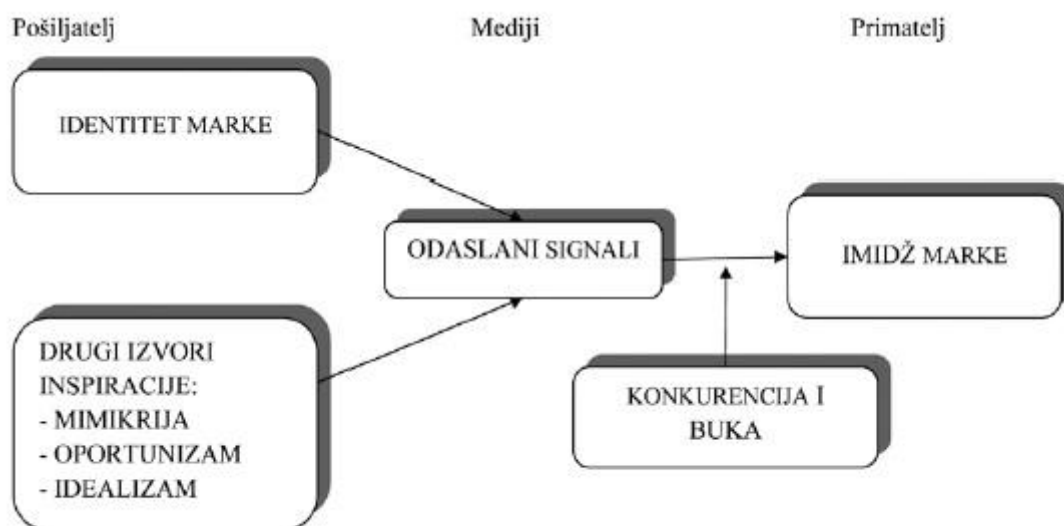 Pošiljatelj
Mediji
Primatelj
IDENTITET MARKE
ODASLANI SIGNALI
IMIDŽ MARKE
DRUGI IZVORI
INSPIRACIJE:
- MIMIKRIJA
- OPORTUNIZAM
- IDEALIZAM
KONKURENCIJA I
BUKA